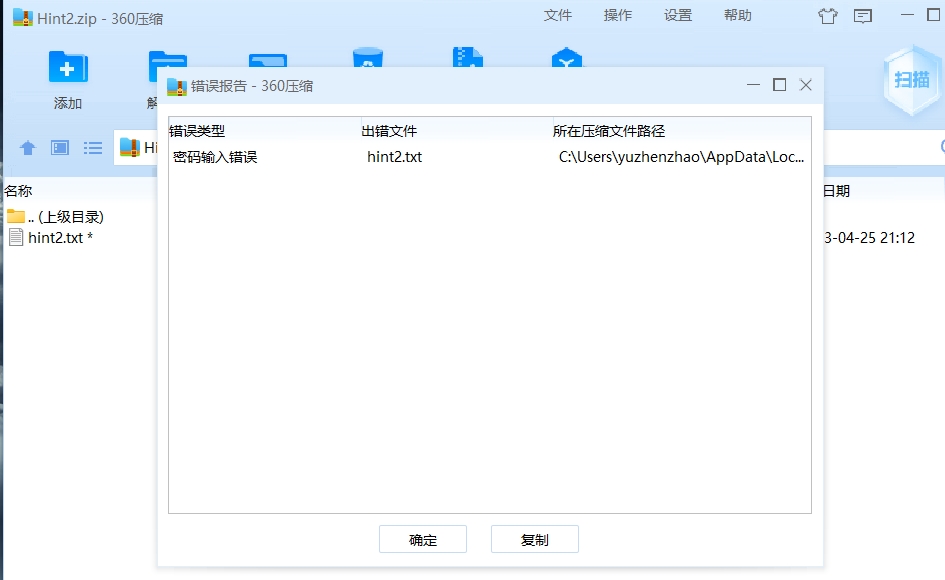 Hint2.zip - 360压缩
文件 操作 设置 帮助
扫描
添加
解
错误报告 - 360压缩
Hi
错误类型 出错文件 所在压缩文件路径
密码输入错误 hint2.txt C:\Users\yuzhenzhao\AppData\Loc...
名称
日期
.. (上级目录)
hint2.txt *
3-04-25 21:12
确定 复制